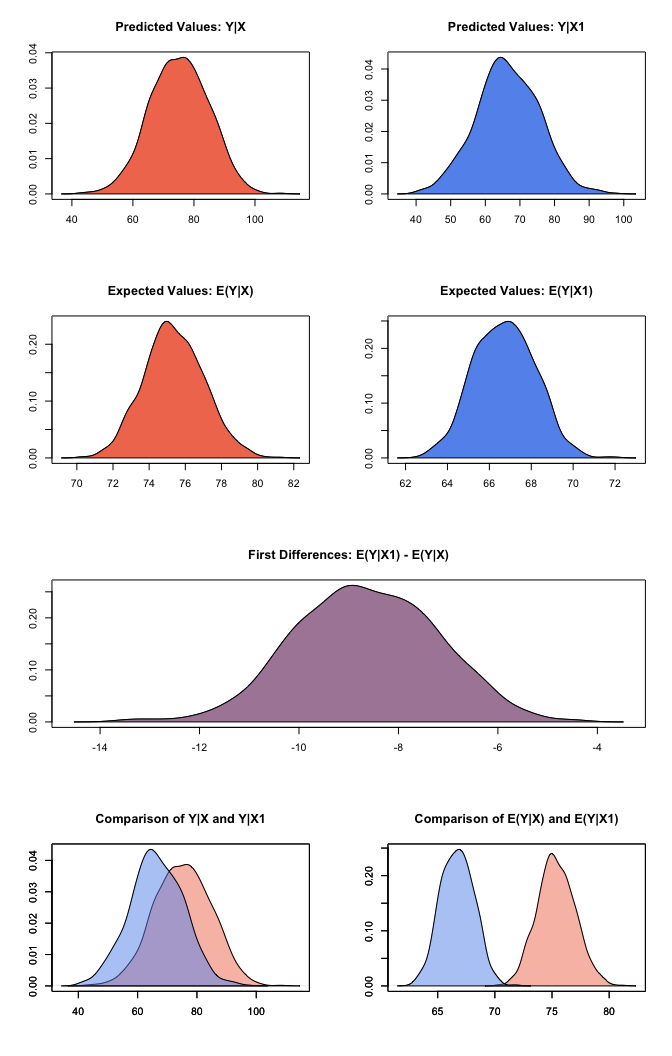 Predicted Values: Y|X
0.00 0.01 0.02 0.03 0.04
40 60 80 100
Predicted Values: Y|X1
0.00 0.01 0.02 0.03 0.04
40 50 60 70 80 90 100
Expected Values: E(Y|X)
0.00 0.10 0.20
70 72 74 76 78 80 82
Expected Values: E(Y|X1)
0.00 0.10 0.20
62 64 66 68 70 72
First Differences: E(Y|X1) - E(Y|X)
0.00 0.10 0.20
-14 -12 -10 -8 -6 -4
Comparison of Y|X and Y|X1
0.00 0.01 0.02 0.03 0.04
40 60 80 100
Comparison of E(Y|X) and E(Y|X1)
0.00 0.10 0.20
65 70 75 80